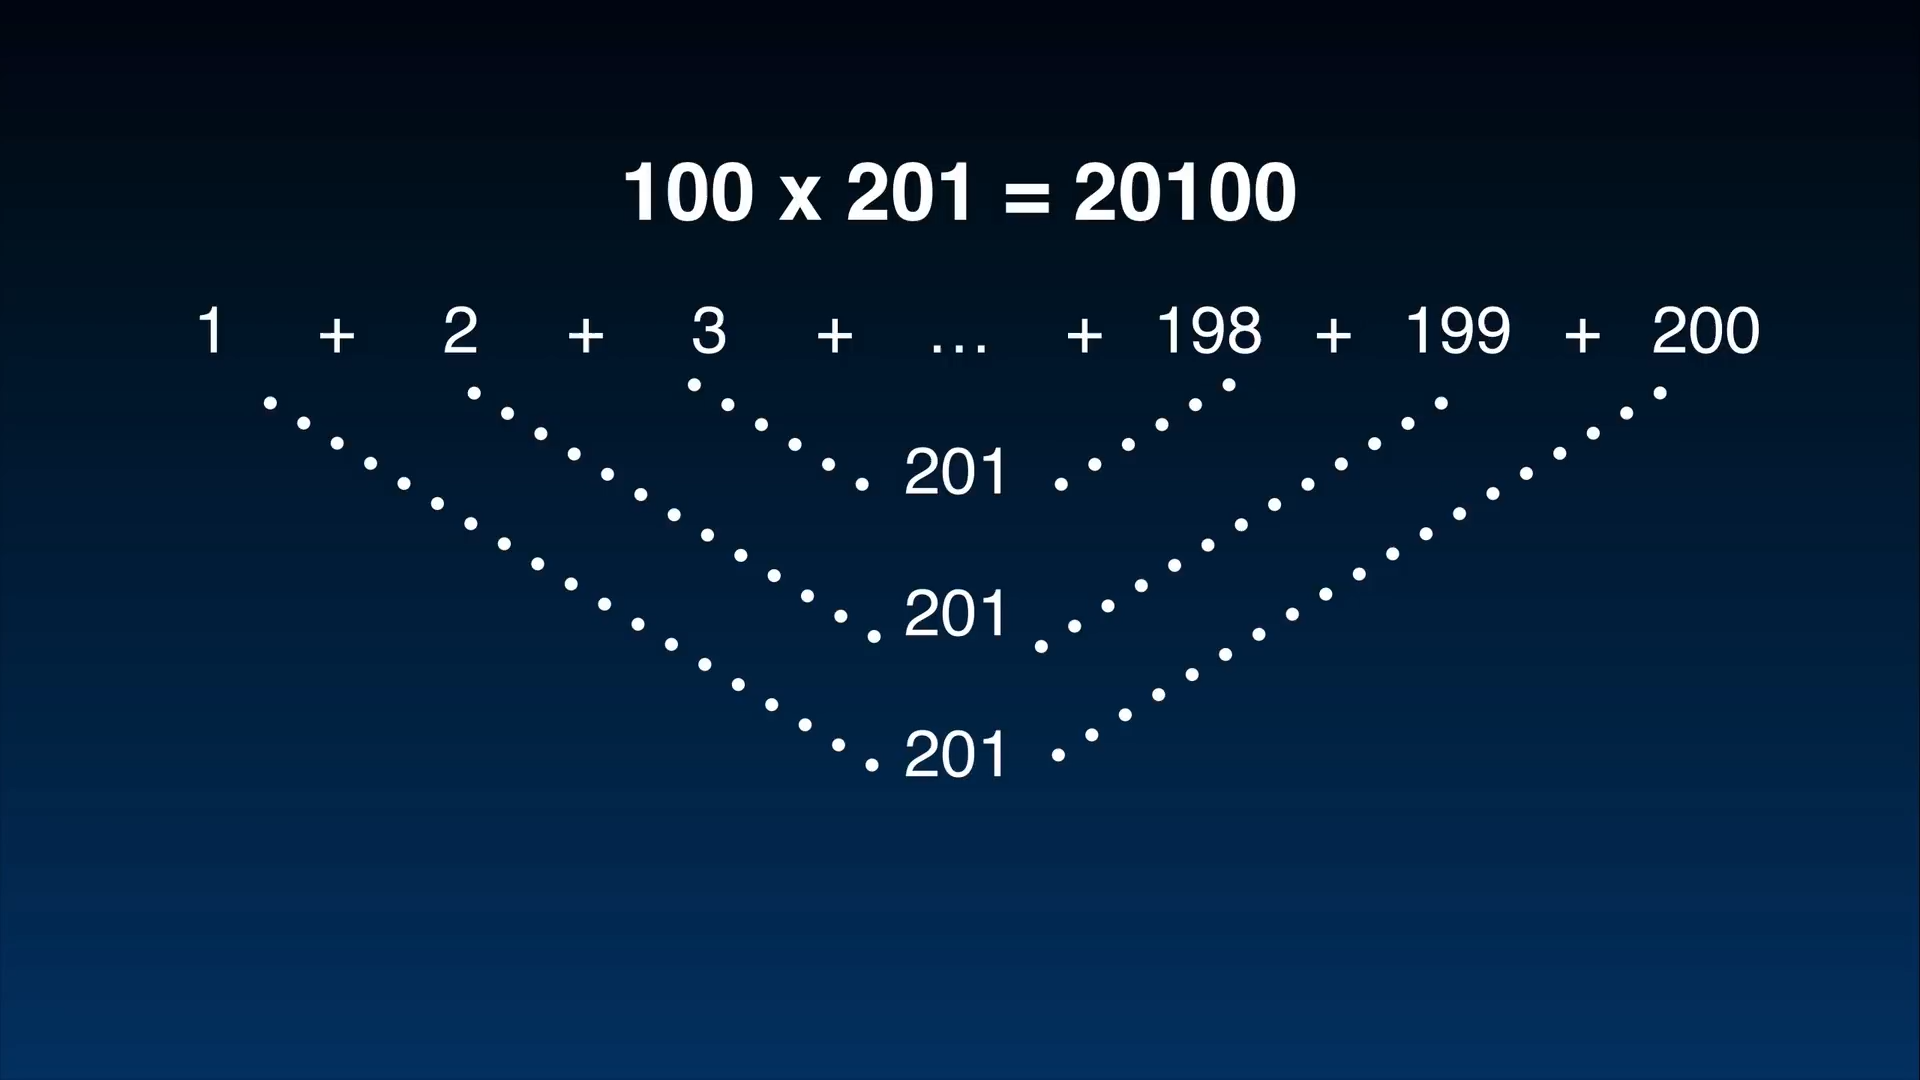 100 x 201 = 20100
1 + 2 + 3 + ... + 198 + 199 + 200
201
201
201